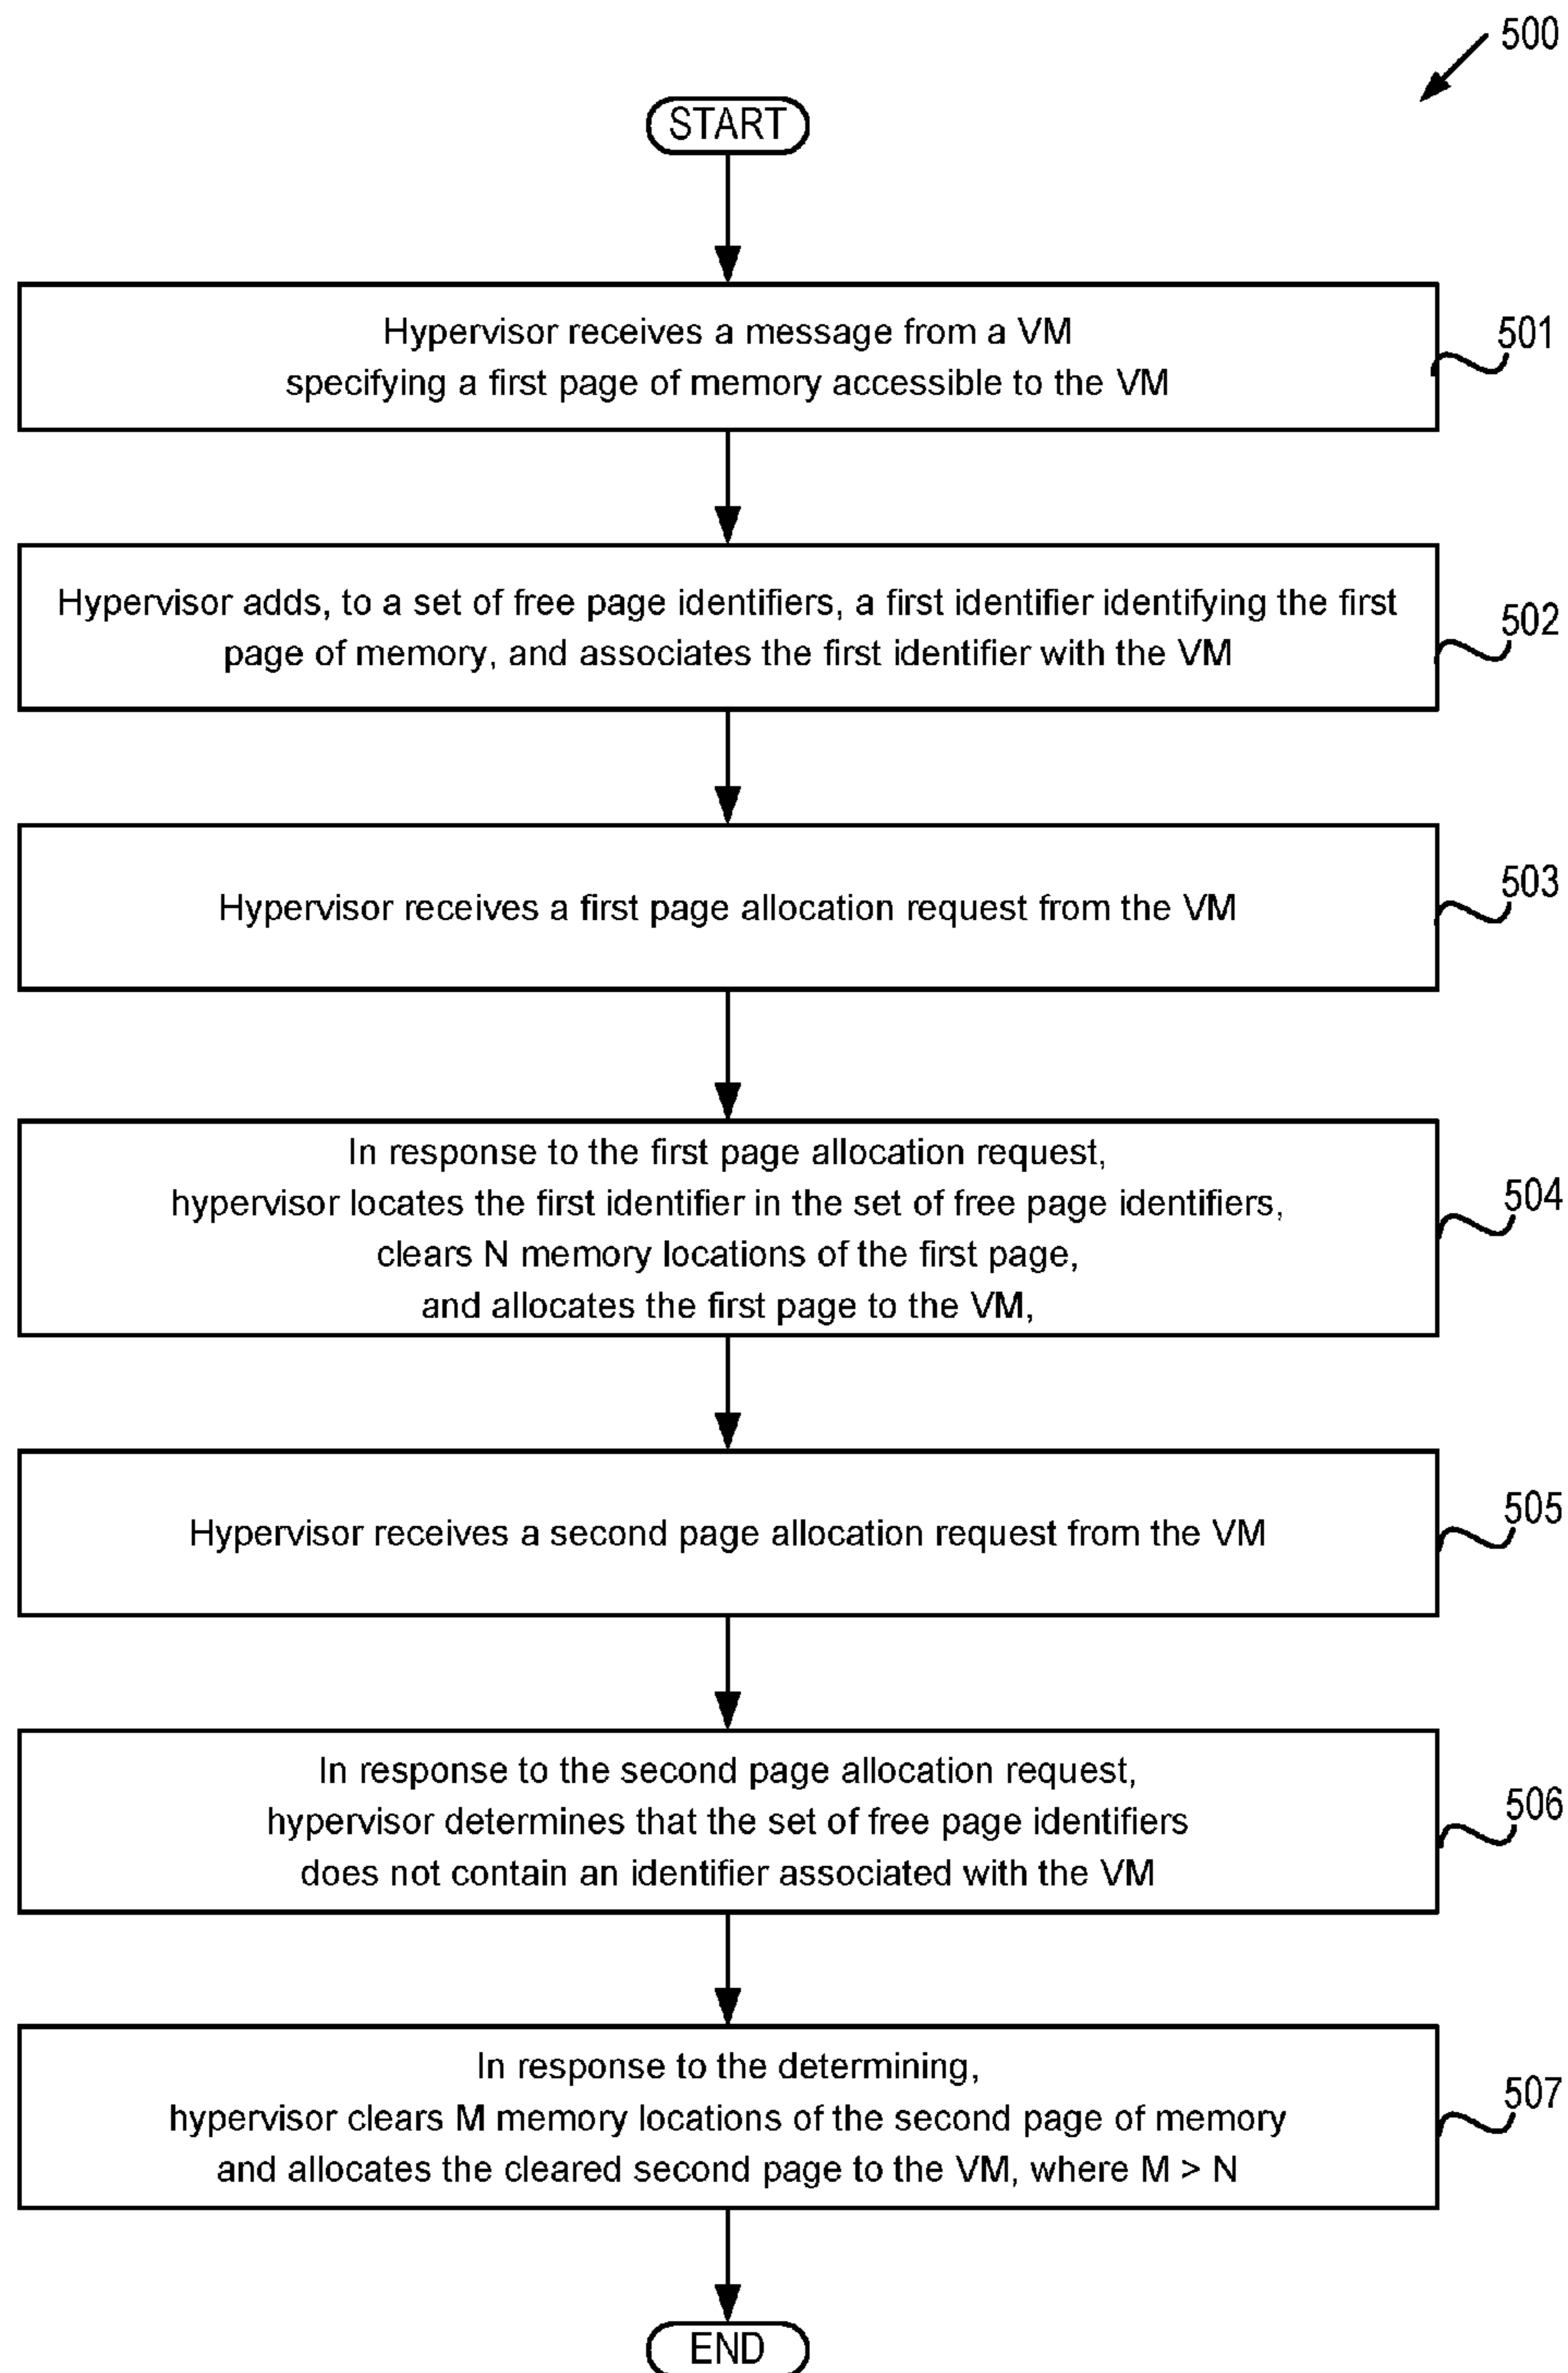 500
START
Hypervisor receives a message from a VM
specifying a first page of memory accessible to the VM
501
Hypervisor adds, to a set of free page identifiers, a first identifier identifying the first
page of memory, and associates the first identifier with the VM
502
Hypervisor receives a first page allocation request from the VM
503
In response to the first page allocation request,
hypervisor locates the first identifier in the set of free page identifiers,
clears N memory locations of the first page,
and allocates the first page to the VM,
504
Hypervisor receives a second page allocation request from the VM
505
In response to the second page allocation request,
hypervisor determines that the set of free page identifiers
does not contain an identifier associated with the VM
506
In response to the determining,
hypervisor clears M memory locations of the second page of memory
and allocates the cleared second page to the VM, where M > N
507
END